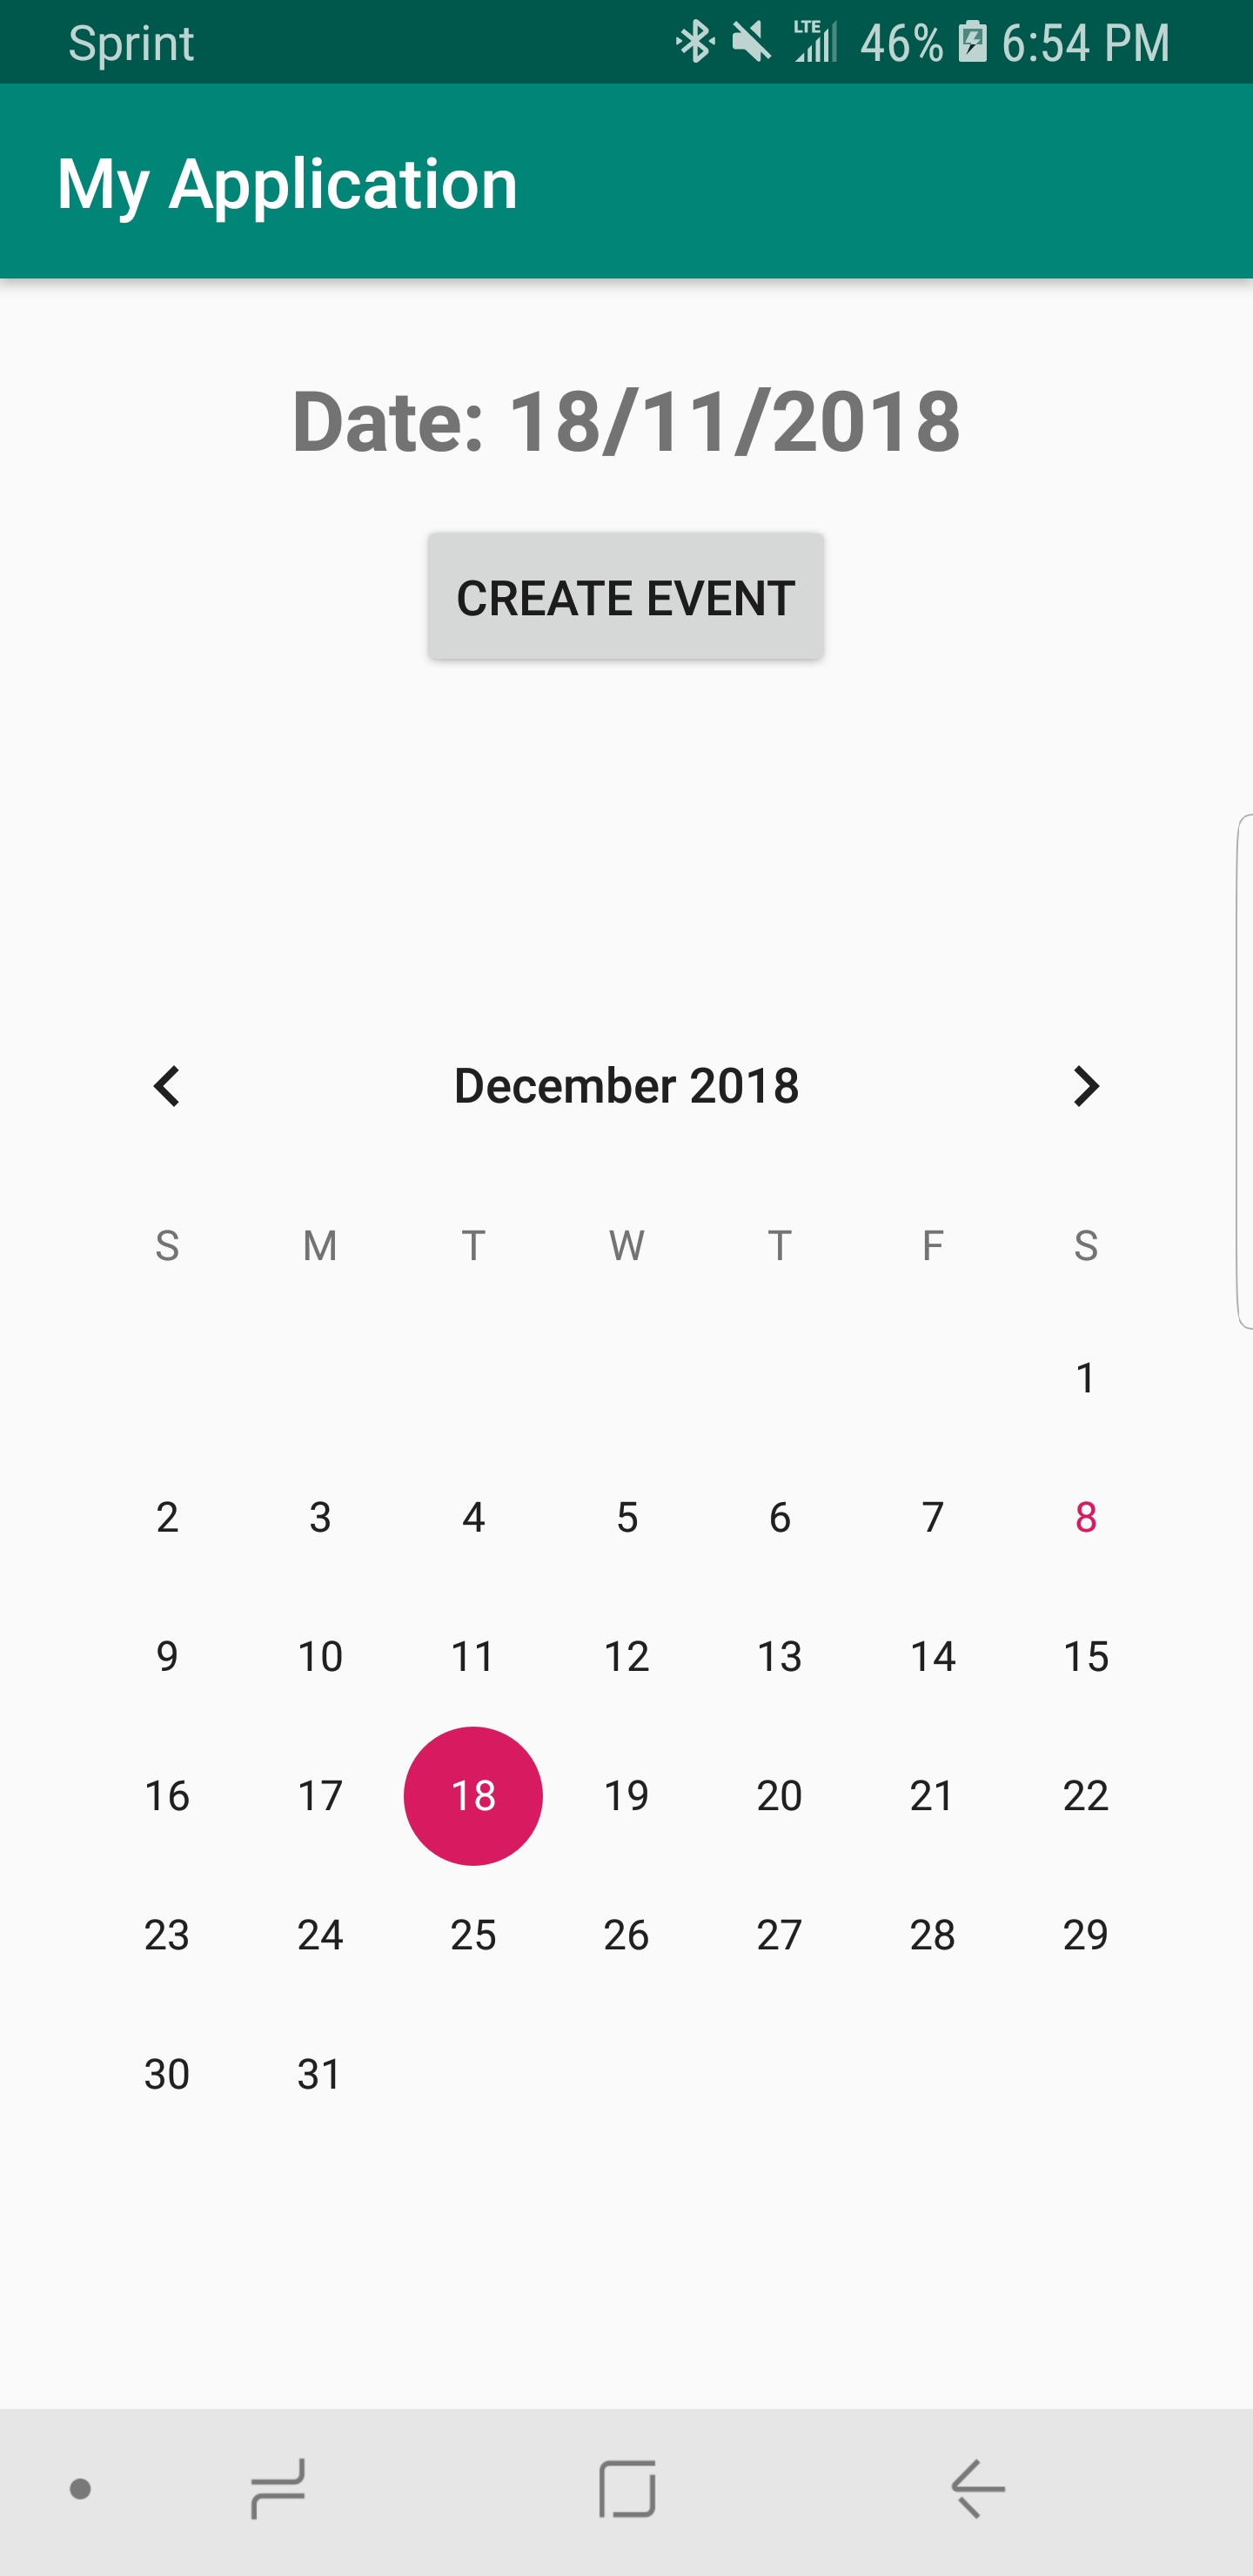 Sprint LTE 46% 6:54 PM
My Application
Date: 18/11/2018
CREATE EVENT
December 2018
S M T W T F S
1
2 3 4 5 6 7 8
9 10 11 12 13 14 15
16 17 18 19 20 21 22
23 24 25 26 27 28 29
30 31